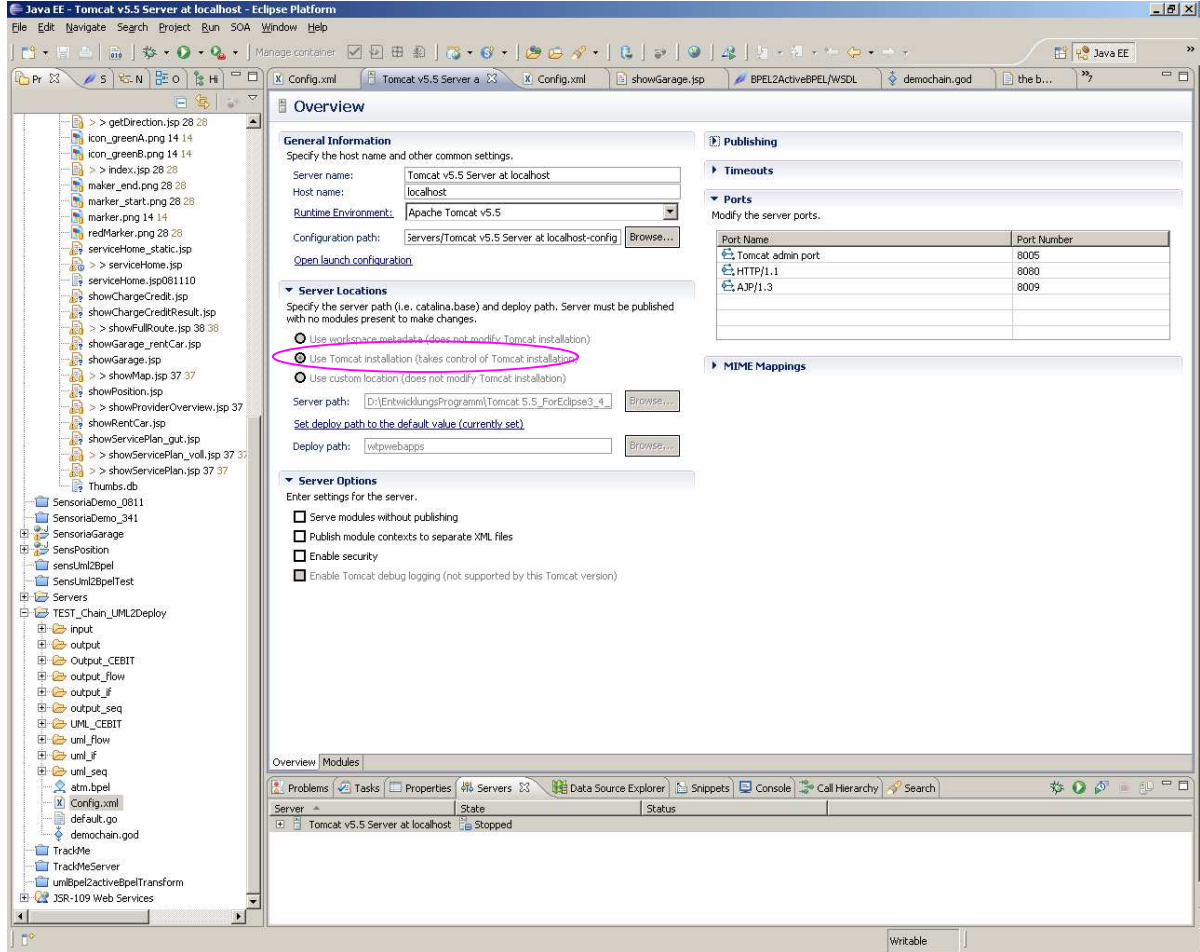 Java EE - Tomcat v5.5 Server at localhost - Eclipse Platform
File Edit Navigate Search Project Run SOA Window Help
Manage container
Java EE
Pr S N O Hi
> > getDirection.jsp 28 28
icon_greenA.png 14 14
icon_greenB.png 14 14
> > index.jsp 28 28
maker_end.png 28 28
marker_start.png 28 28
marker.png 14 14
redMarker.png 28 28
serviceHome_static.jsp
> > serviceHome.jsp
serviceHome.jsp081110
showChargeCredit.jsp
showChargeCreditResult.jsp
> > showFullRoute.jsp 38 38
showGarage_rentCar.jsp
showGarage.jsp
> > showMap.jsp 37 37
showPosition.jsp
> > showProviderOverview.jsp 37
showRentCar.jsp
showServicePlan_gut.jsp
> > showServicePlan_voll.jsp 37 37
> > showServicePlan.jsp 37 37
Thumbs.db
SensoriaDemo_0811
SensoriaDemo_341
SensoriaGarage
SensPosition
sensUml2Bpel
SensUml2BpelTest
Servers
TEST_Chain_UML2Deploy
input
output
Output_CEBIT
output_flow
output_if
output_seq
UML_CEBIT
uml_flow
uml_if
uml_seq
atm.bpel
Config.xml
default.go
demochain.god
TrackMe
TrackMeServer
umlBpel2activeBpelTransform
JSR-109 Web Services
Config.xml Tomcat v5.5 Server a Config.xml showGarage.jsp BPEL2ActiveBPEL/WSDL demochain.god the b... »7
Overview
General Information
Specify the host name and other common settings.
Server name: Tomcat v5.5 Server at localhost
Host name: localhost
Runtime Environment: Apache Tomcat v5.5
Configuration path: Servers/Tomcat v5.5 Server at localhost-config Browse...
Open launch configuration
Server Locations
Specify the server path (i.e. catalina.base) and deploy path. Server must be published
with no modules present to make changes.
Use workspace metadata (does not modify Tomcat installation)
Use Tomcat installation (takes control of Tomcat installation)
Use custom location (does not modify Tomcat installation)
Server path: D:\EntwicklungsProgramm\Tomcat 5.5_ForEclipse3_4_ Browse...
Set deploy path to the default value (currently set)
Deploy path: wtpwebapps Browse...
Server Options
Enter settings for the server.
Serve modules without publishing
Publish module contexts to separate XML files
Enable security
Enable Tomcat debug logging (not supported by this Tomcat version)
Publishing
Timeouts
Ports
Modify the server ports.
Port Name Port Number
Tomcat admin port 8005
HTTP/1.1 8080
AJP/1.3 8009
MIME Mappings
Overview Modules
Problems Tasks Properties Servers Data Source Explorer Snippets Console Call Hierarchy Search
Server State Status
Tomcat v5.5 Server at localhost Stopped
Writable